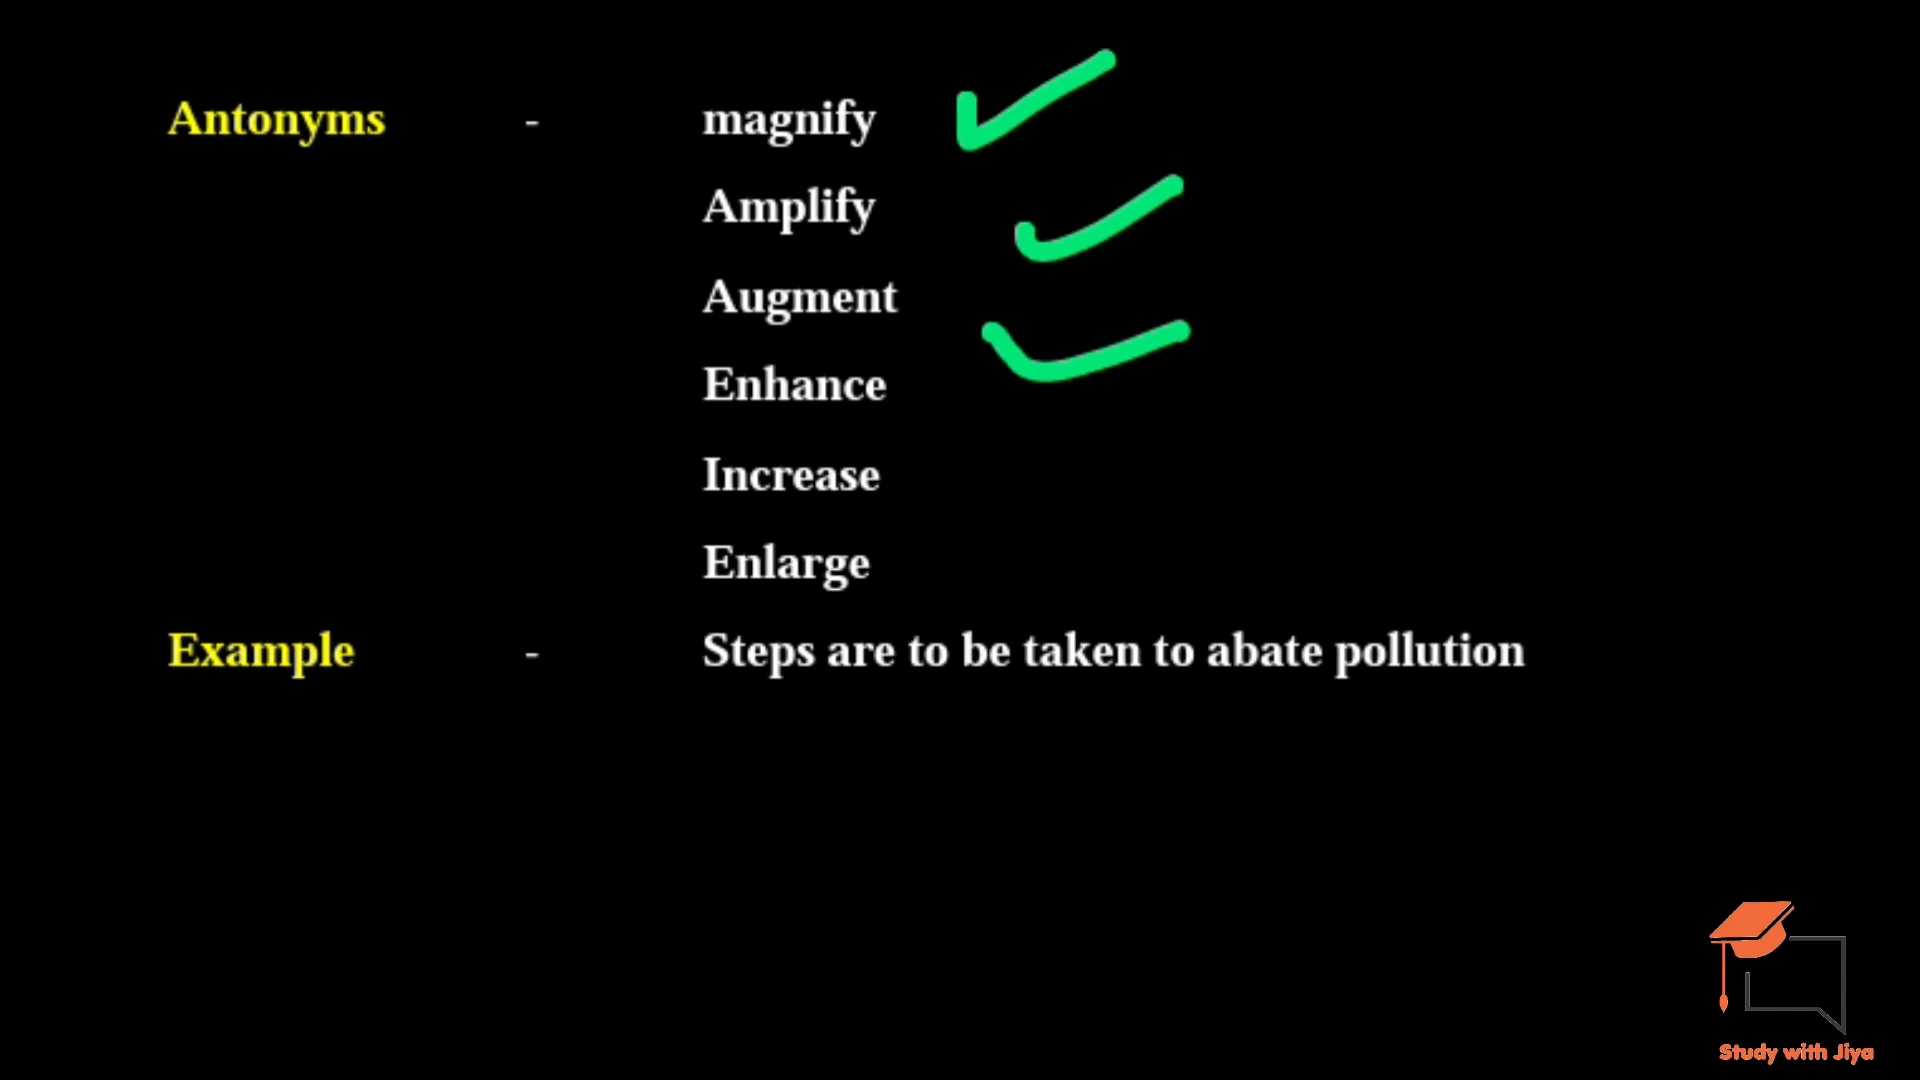 Antonyms - magnify
Amplify
Augment
Enhance
Increase
Enlarge
Example - Steps are to be taken to abate pollution
Study with Jiya